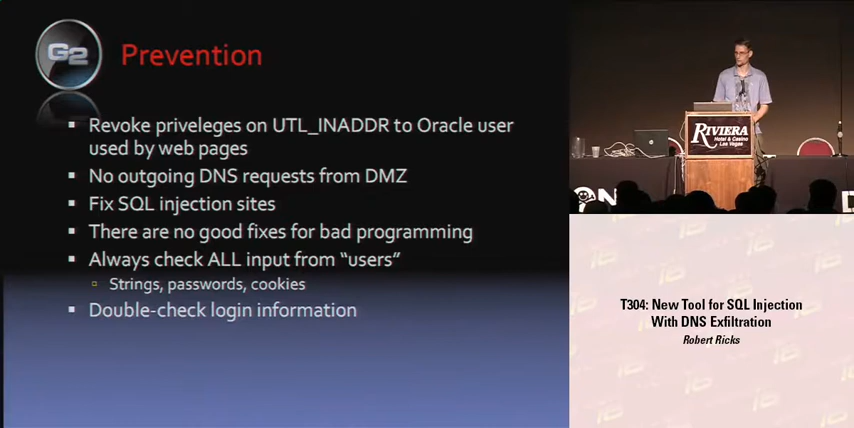 G2
Prevention
Revoke priveleges on UTL_INADDR to Oracle user
used by web pages
No outgoing DNS requests from DMZ
Fix SQL injection sites
There are no good fixes for bad programming
Always check ALL input from “users”
Strings, passwords, cookies
Double-check login information
RIVIERA
Hotel & Casino
Las Vegas
T304: New Tool for SQL Injection
With DNS Exfiltration
Robert Ricks